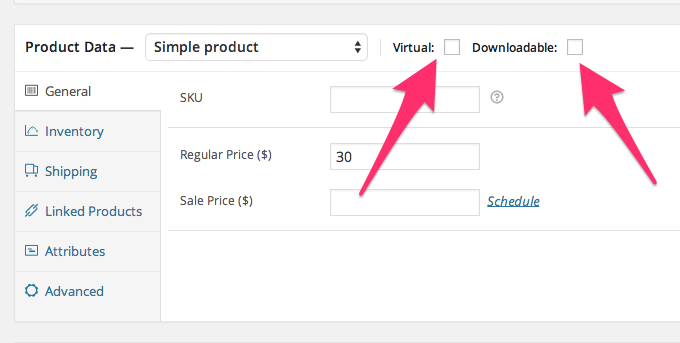 Product Data — Simple product Virtual: Downloadable:
General
SKU
Inventory
Regular Price ($) 30
Shipping
Sale Price ($) Schedule
Linked Products
Attributes
Advanced